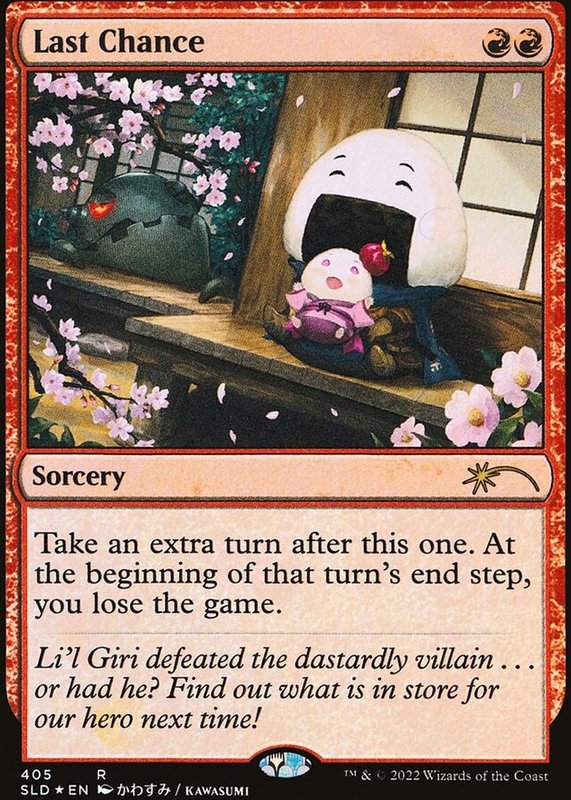 Last Chance
Sorcery
Take an extra turn after this one. At
the beginning of that turn's end step,
you lose the game.
Li'l Giri defeated the dastardly villain . . .
or had he? Find out what is in store for
our hero next time!
405 R
SLD ★ EN かわすみ / KAWASUMI
™ & © 2022 Wizards of the Coast